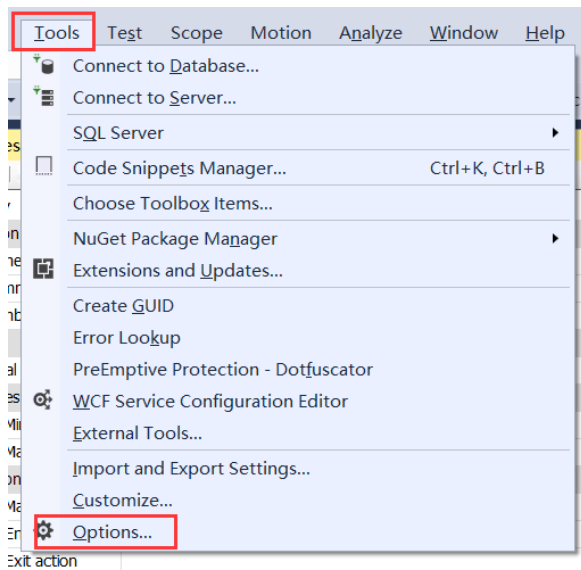 Tools Test Scope Motion Analyze Window Help
Connect to Database...
Connect to Server...
SQL Server
Code Snippets Manager... Ctrl+K, Ctrl+B
Choose Toolbox Items...
NuGet Package Manager
Extensions and Updates...
Create GUID
Error Lookup
PreEmptive Protection - Dotfuscator
WCF Service Configuration Editor
External Tools...
Import and Export Settings...
Customize...
Options...
Exit action